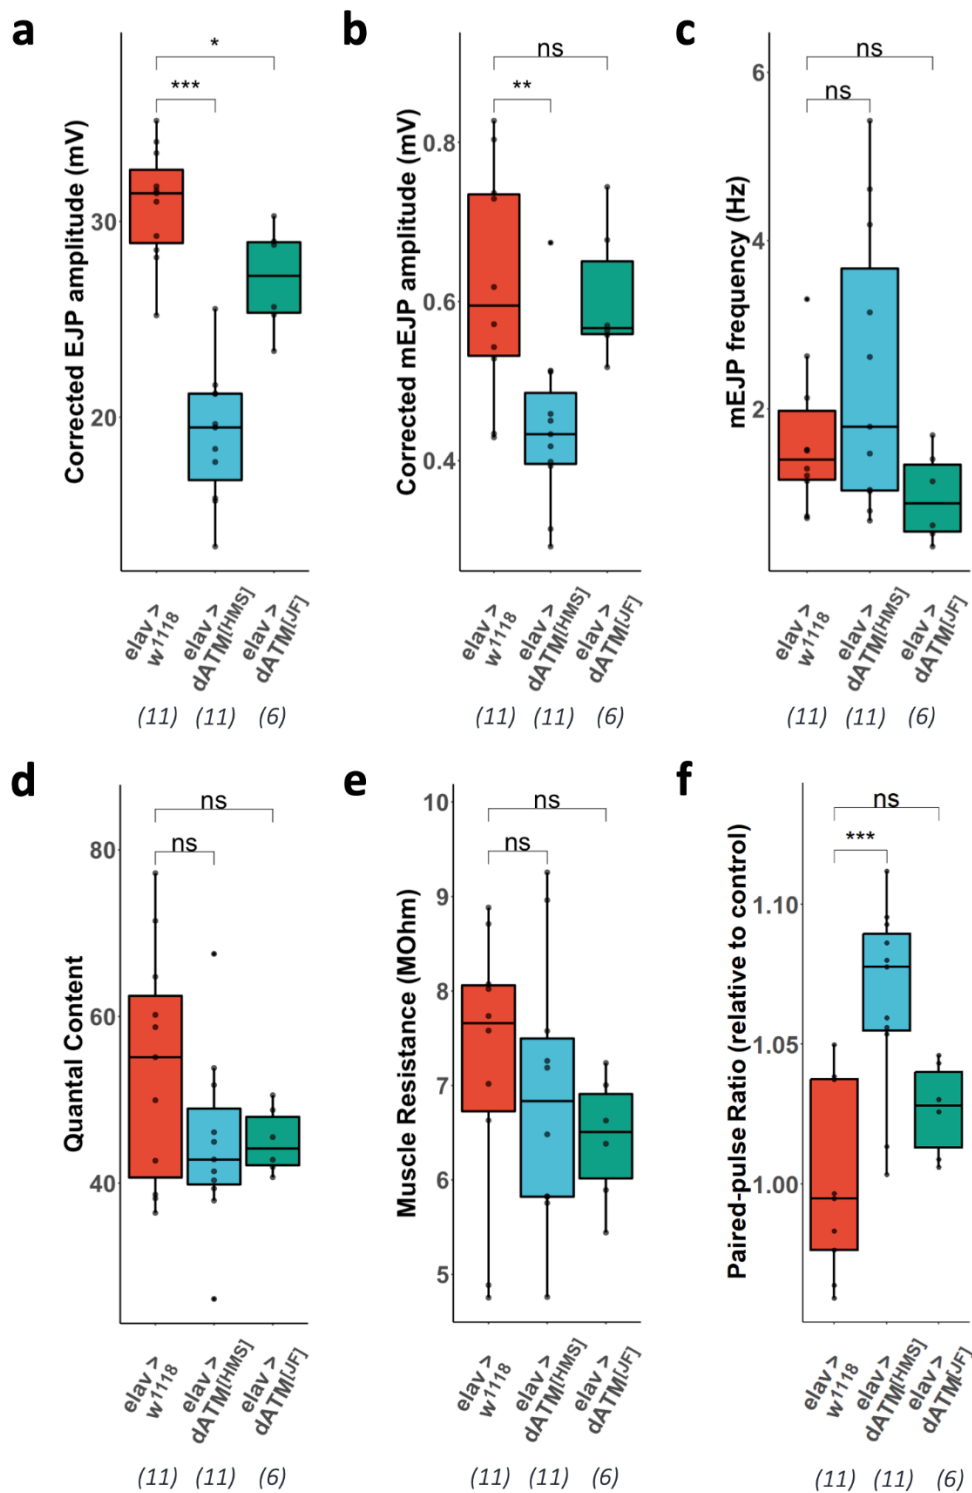 a
Corrected EJP amplitude (mV)
30
20
*
***
elav >
w1118
elav >
dATM[HMS]
elav >
dATM[JF]
(11)
(11)
(6)
b
Corrected mEJP amplitude (mV)
0.8
0.6
0.4
ns
**
elav >
w1118
elav >
dATM[HMS]
elav >
dATM[JF]
(11)
(11)
(6)
c
mEJP frequency (Hz)
6
4
2
ns
ns
elav >
w1118
elav >
dATM[HMS]
elav >
dATM[JF]
(11)
(11)
(6)
d
Quantal Content
80
60
40
ns
ns
elav >
w1118
elav >
dATM[HMS]
elav >
dATM[JF]
(11)
(11)
(6)
e
Muscle Resistance (MOhm)
10
9
8
7
6
5
ns
ns
elav >
w1118
elav >
dATM[HMS]
elav >
dATM[JF]
(11)
(11)
(6)
f
Paired-pulse Ratio (relative to control)
1.10
1.05
1.00
ns
***
elav >
w1118
elav >
dATM[HMS]
elav >
dATM[JF]
(11)
(11)
(6)